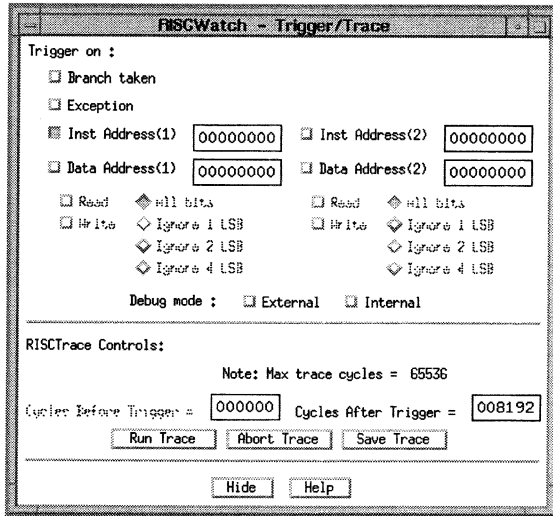 RISCWatch - Trigger/Trace
Trigger on :
Branch taken
Exception
Inst Address(1) 00000000 Inst Address(2) 00000000
Data Address(1) 00000000 Data Address(2) 00000000
Read All bits Read All bits
Write Ignore 1 LSB Write Ignore 1 LSB
Ignore 2 LSB Ignore 2 LSB
Ignore 4 LSB Ignore 4 LSB
Debug mode : External Internal
RISCTrace Controls:
Note: Max trace cycles = 65536
Cycles Before Trigger = 000000 Cycles After Trigger = 008192
Run Trace Abort Trace Save Trace
Hide Help